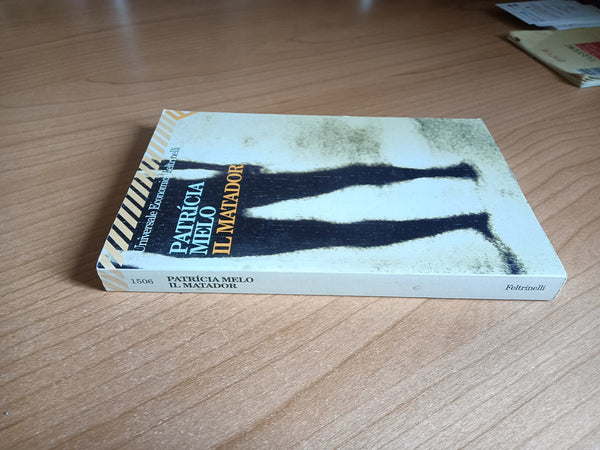 Universale Economica Feltrinelli
PATRÍCIA
MELO
IL MATADOR
1506
PATRÍCIA MELO
IL MATADOR
Feltrinelli